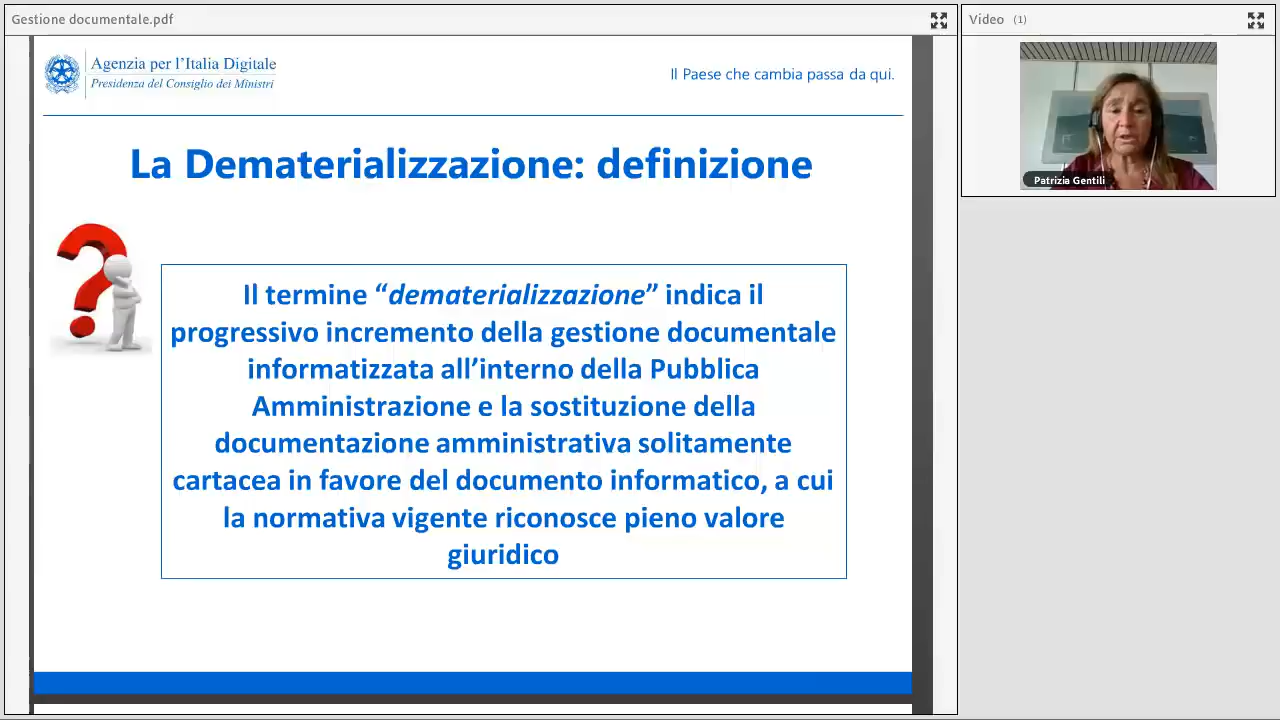 Gestione documentale.pdf
Video (1)
Agenzia per l'Italia Digitale
Presidenza del Consiglio dei Ministri
Il Paese che cambia passa da qui.
La Dematerializzazione: definizione
Il termine “dematerializzazione” indica il
progressivo incremento della gestione documentale
informatizzata all’interno della Pubblica
Amministrazione e la sostituzione della
documentazione amministrativa solitamente
cartacea in favore del documento informatico, a cui
la normativa vigente riconosce pieno valore
giuridico
Patrizia Gentili